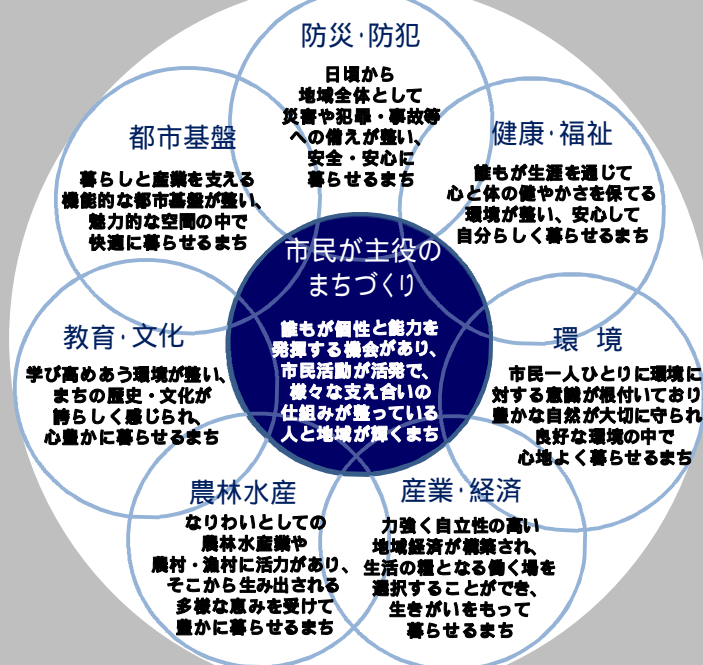 防災・防犯
日頃から
地域全体として
災害や犯罪・事故等
への備えが整い、
安全・安心に
暮らせるまち
健康・福祉
誰もが生涯を通じて
心と体の健やかさを保てる
環境が整い、安心して
自分らしく暮らせるまち
都市基盤
暮らしと産業を支える
機能的な都市基盤が整い、
魅力的な空間の中で
快適に暮らせるまち
市民が主役の
まちづくり
誰もが個性と能力を
発揮する機会があり、
市民活動が活発で、
様々な支え合いの
仕組みが整っている
人と地域が輝くまち
教育・文化
学び高めあう環境が整い、
まちの歴史・文化が
誇らしく感じられ、
心豊かに暮らせるまち
環 境
市民一人ひとりに環境に
対する意識が根付いており
豊かな自然が大切に守られ
良好な環境の中で
心地よく暮らせるまち
農林水産
なりわいとしての
農林水産業や
農村・漁村に活力があり、
そこから生み出される
多様な恵みを受けて
豊かに暮らせるまち
産業・経済
力強く自立性の高い
地域経済が構築され、
生活の糧となる働く場を
選択することができ、
生きがいをもって
暮らせるまち